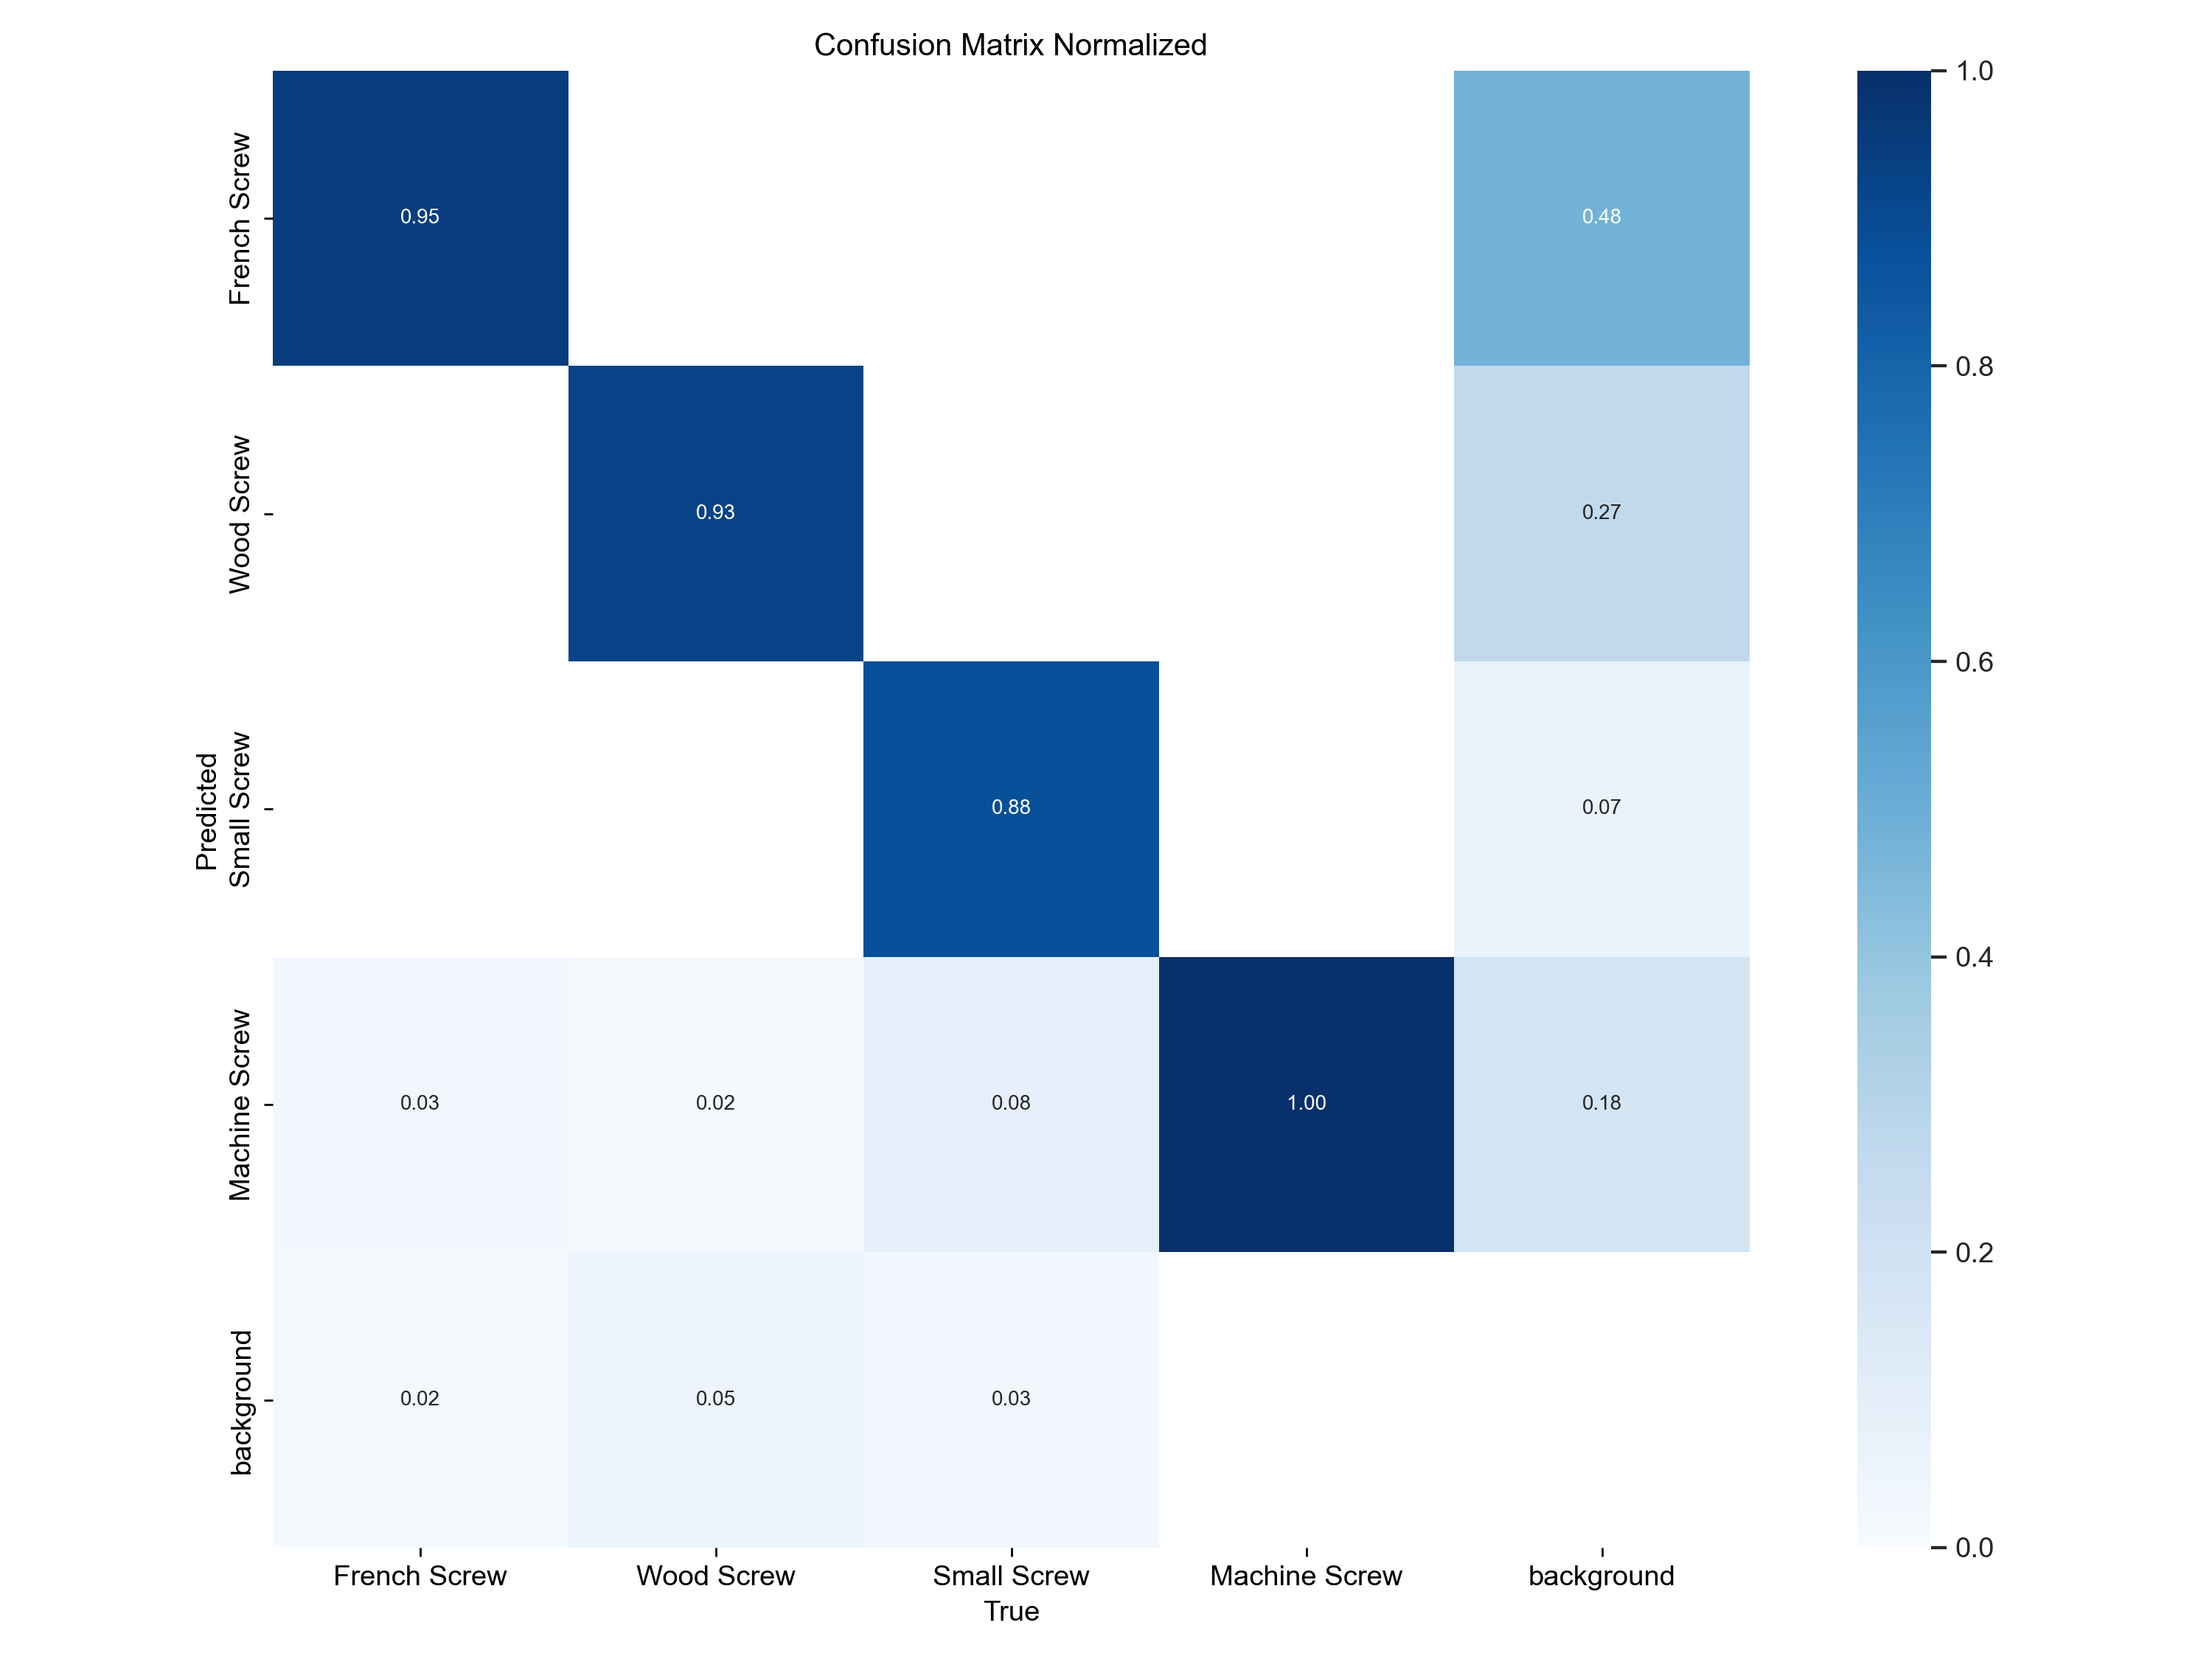 Confusion Matrix Normalized
French Screw
Wood Screw
Small Screw
Machine Screw
background
Predicted
0.95
0.48
0.93
0.27
0.88
0.07
0.03
0.02
0.08
1.00
0.18
0.02
0.05
0.03
French Screw
Wood Screw
Small Screw
Machine Screw
background
True
1.0
0.8
0.6
0.4
0.2
0.0